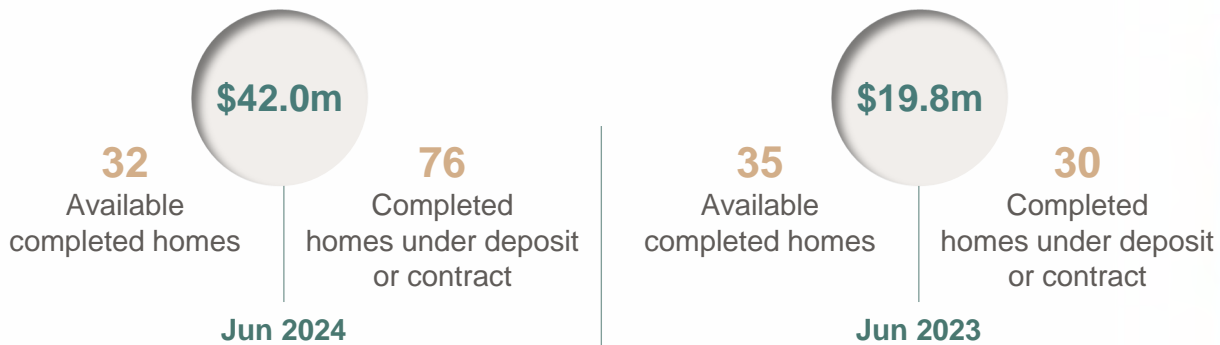 $42.0m
32
Available
completed homes
76
Completed
homes under deposit
or contract
Jun 2024
$19.8m
35
Available
completed homes
30
Completed
homes under deposit
or contract
Jun 2023